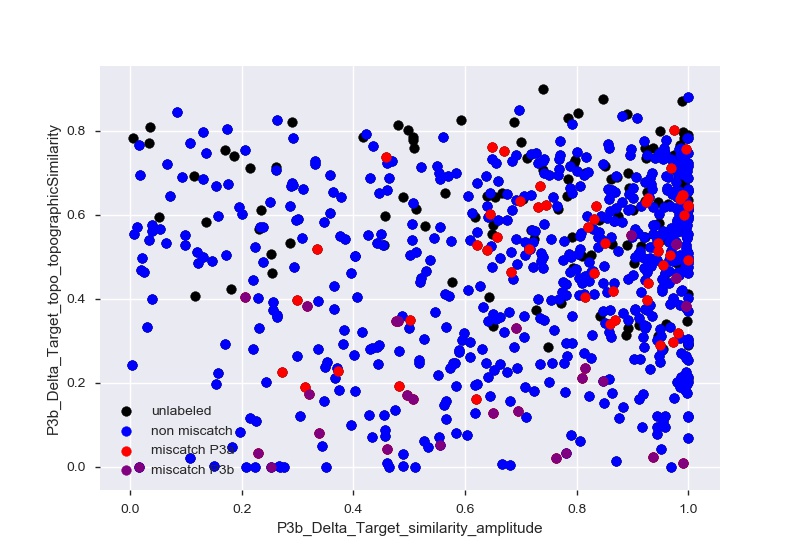 P3b_Delta_Target_topo_topographicSimilarity
0.8
0.6
0.4
0.2
0.0
unlabeled
non miscatch
miscatch P3a
miscatch P3b
0.0 0.2 0.4 0.6 0.8 1.0
P3b_Delta_Target_similarity_amplitude